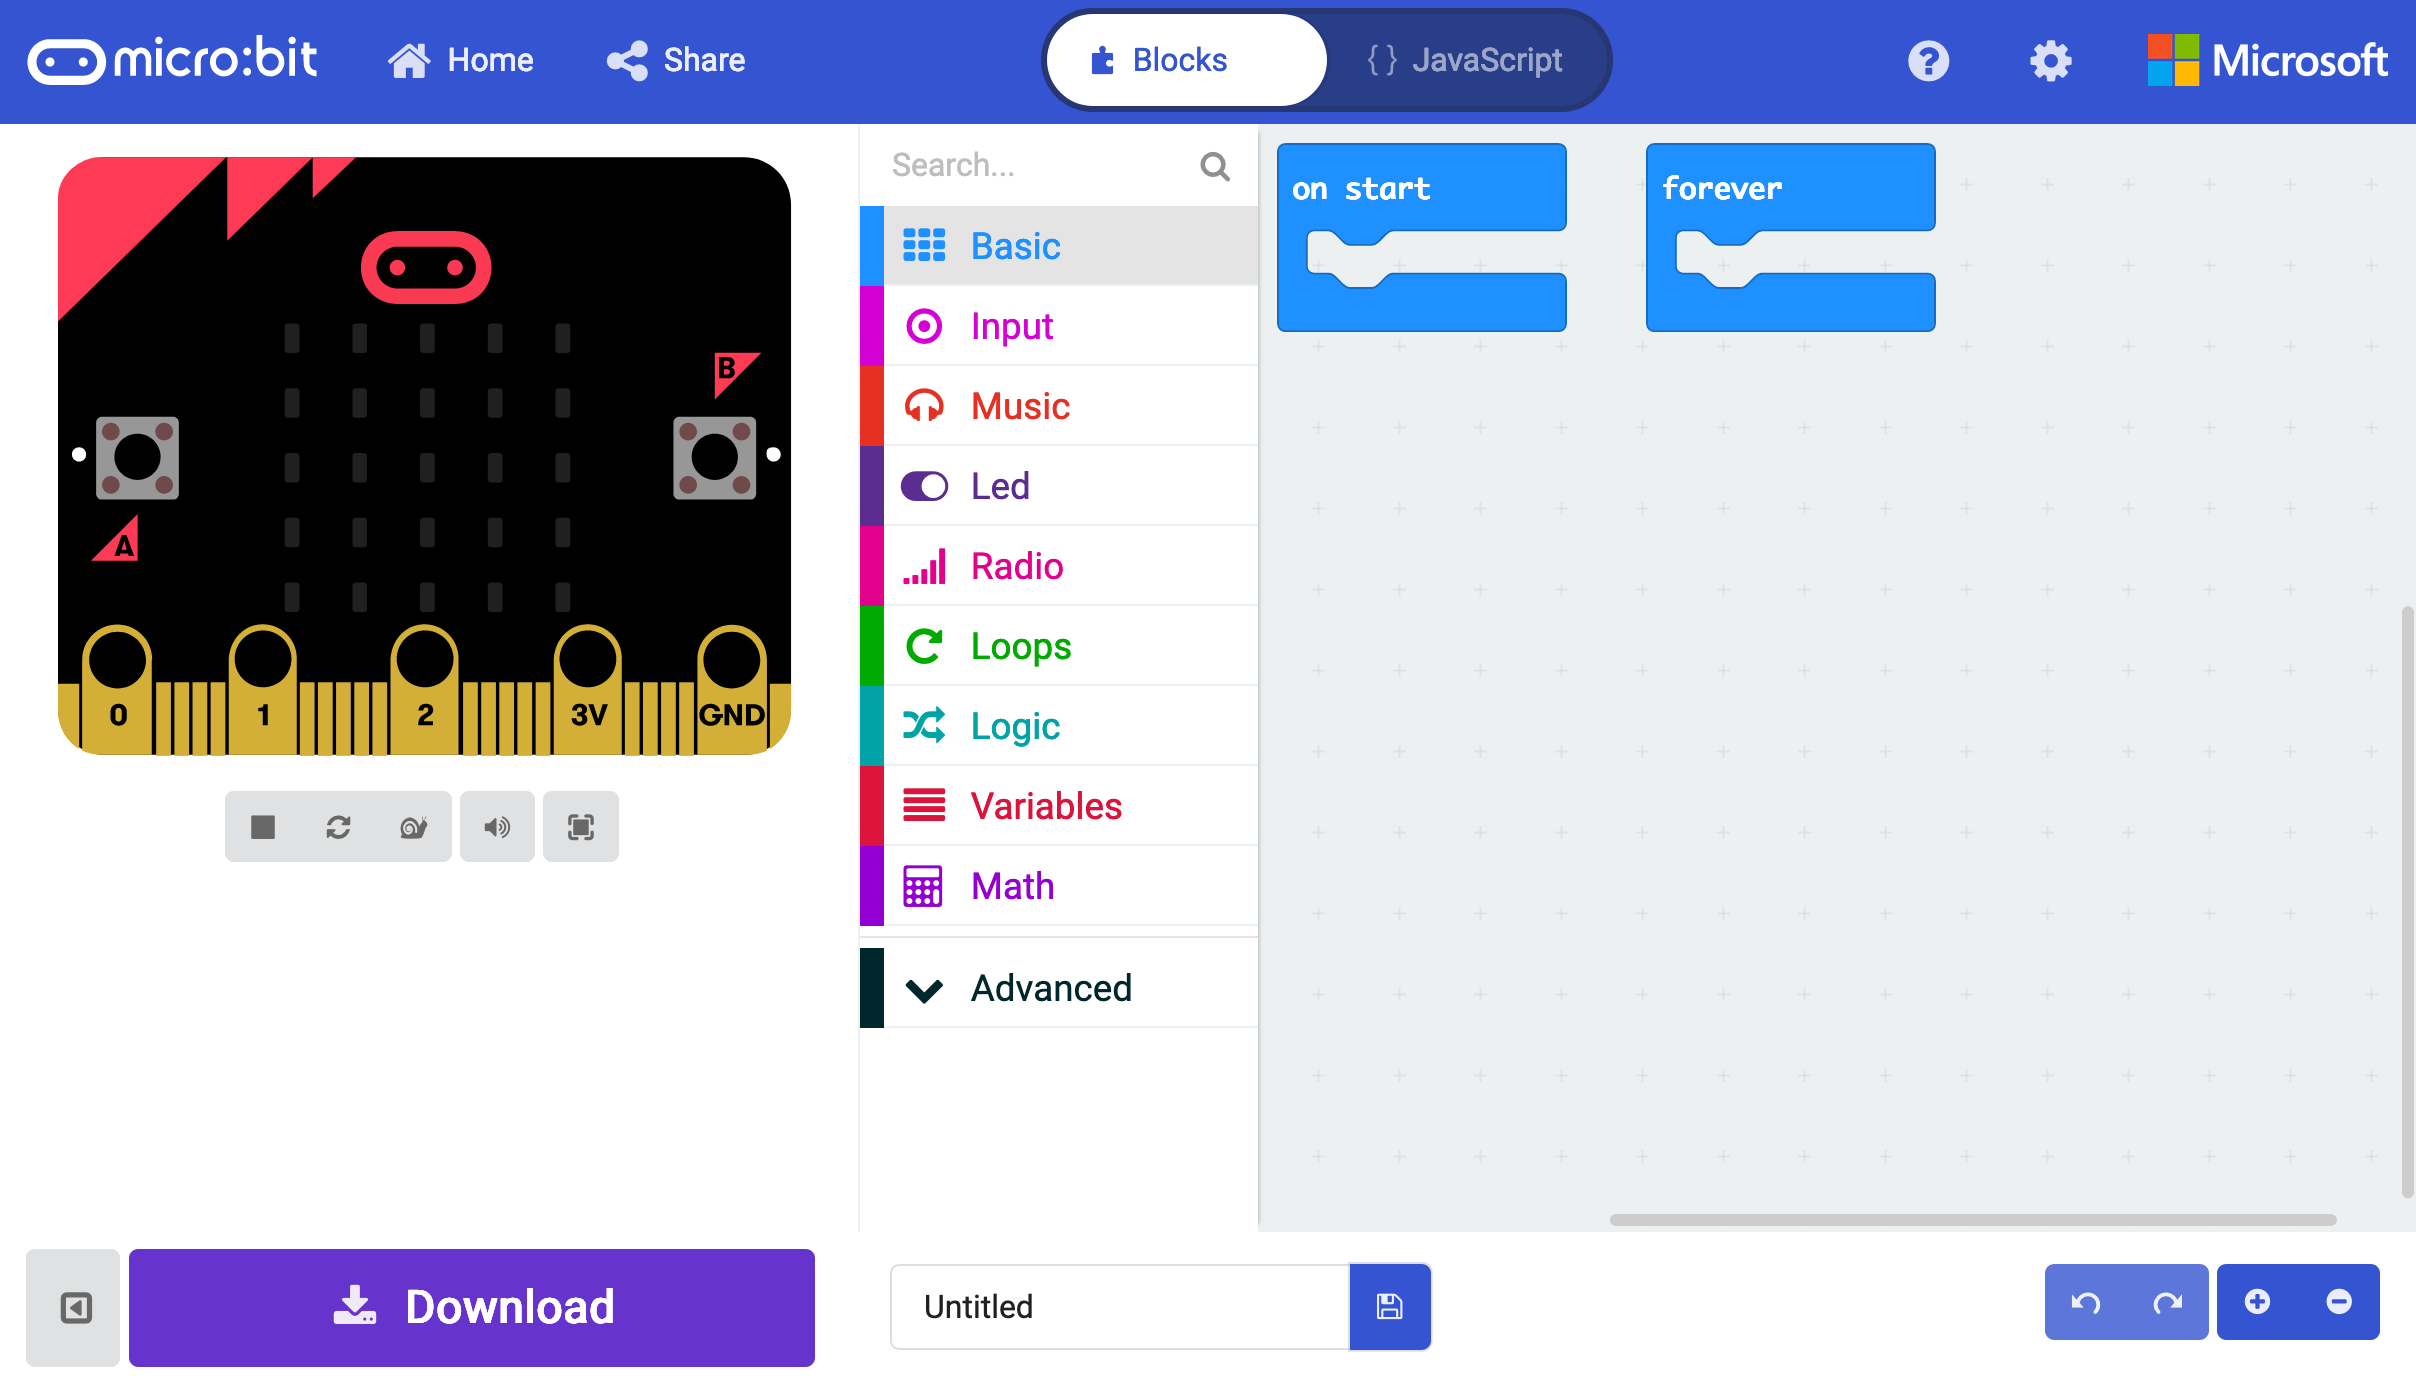 micro:bit
Home
Share
Blocks
{ } JavaScript
Microsoft
B
A
0
1
2
3V
GND
Search...
Basic
Input
Music
Led
Radio
Loops
Logic
Variables
Math
Advanced
on start
forever
Download
Untitled